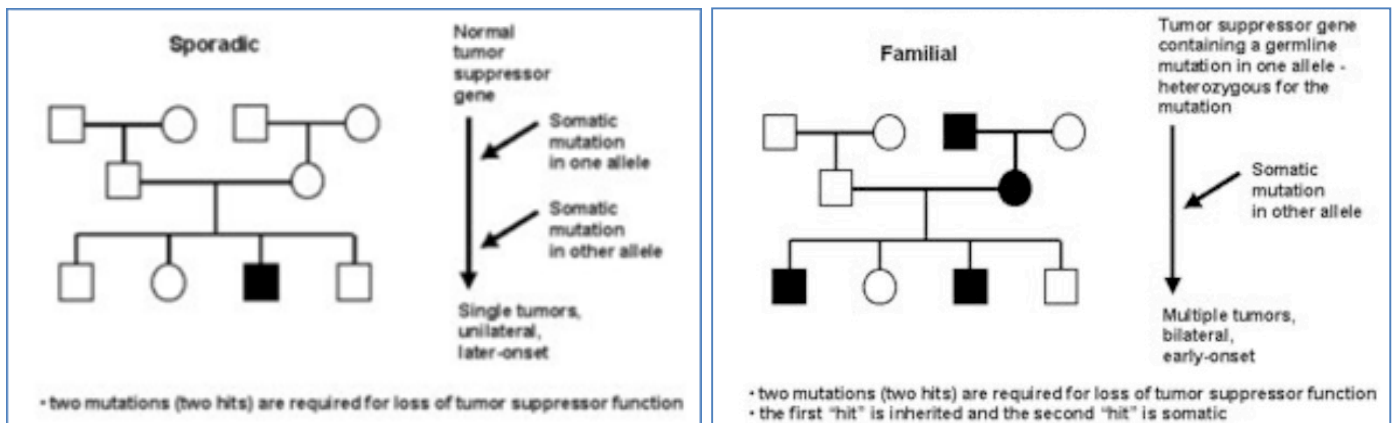 Sporadic
Normal
tumor
suppressor
gene
Somatic
mutation
in one allele
Somatic
mutation
in other allele
Single tumors,
unilateral,
later-onset
• two mutations (two hits) are required for loss of tumor suppressor function
Familial
Tumor suppressor gene
containing a germline
mutation in one allele -
heterozygous for the
mutation
Somatic
mutation
in other allele
Multiple tumors,
bilateral,
early-onset
• two mutations (two hits) are required for loss of tumor suppressor function
• the first “hit” is inherited and the second “hit” is somatic